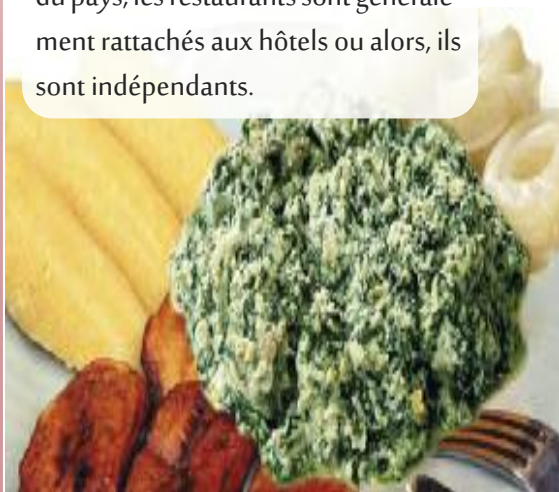 du pays, les restaurants sont générale-
ment rattachés aux hôtels ou alors, ils
sont indépendants.